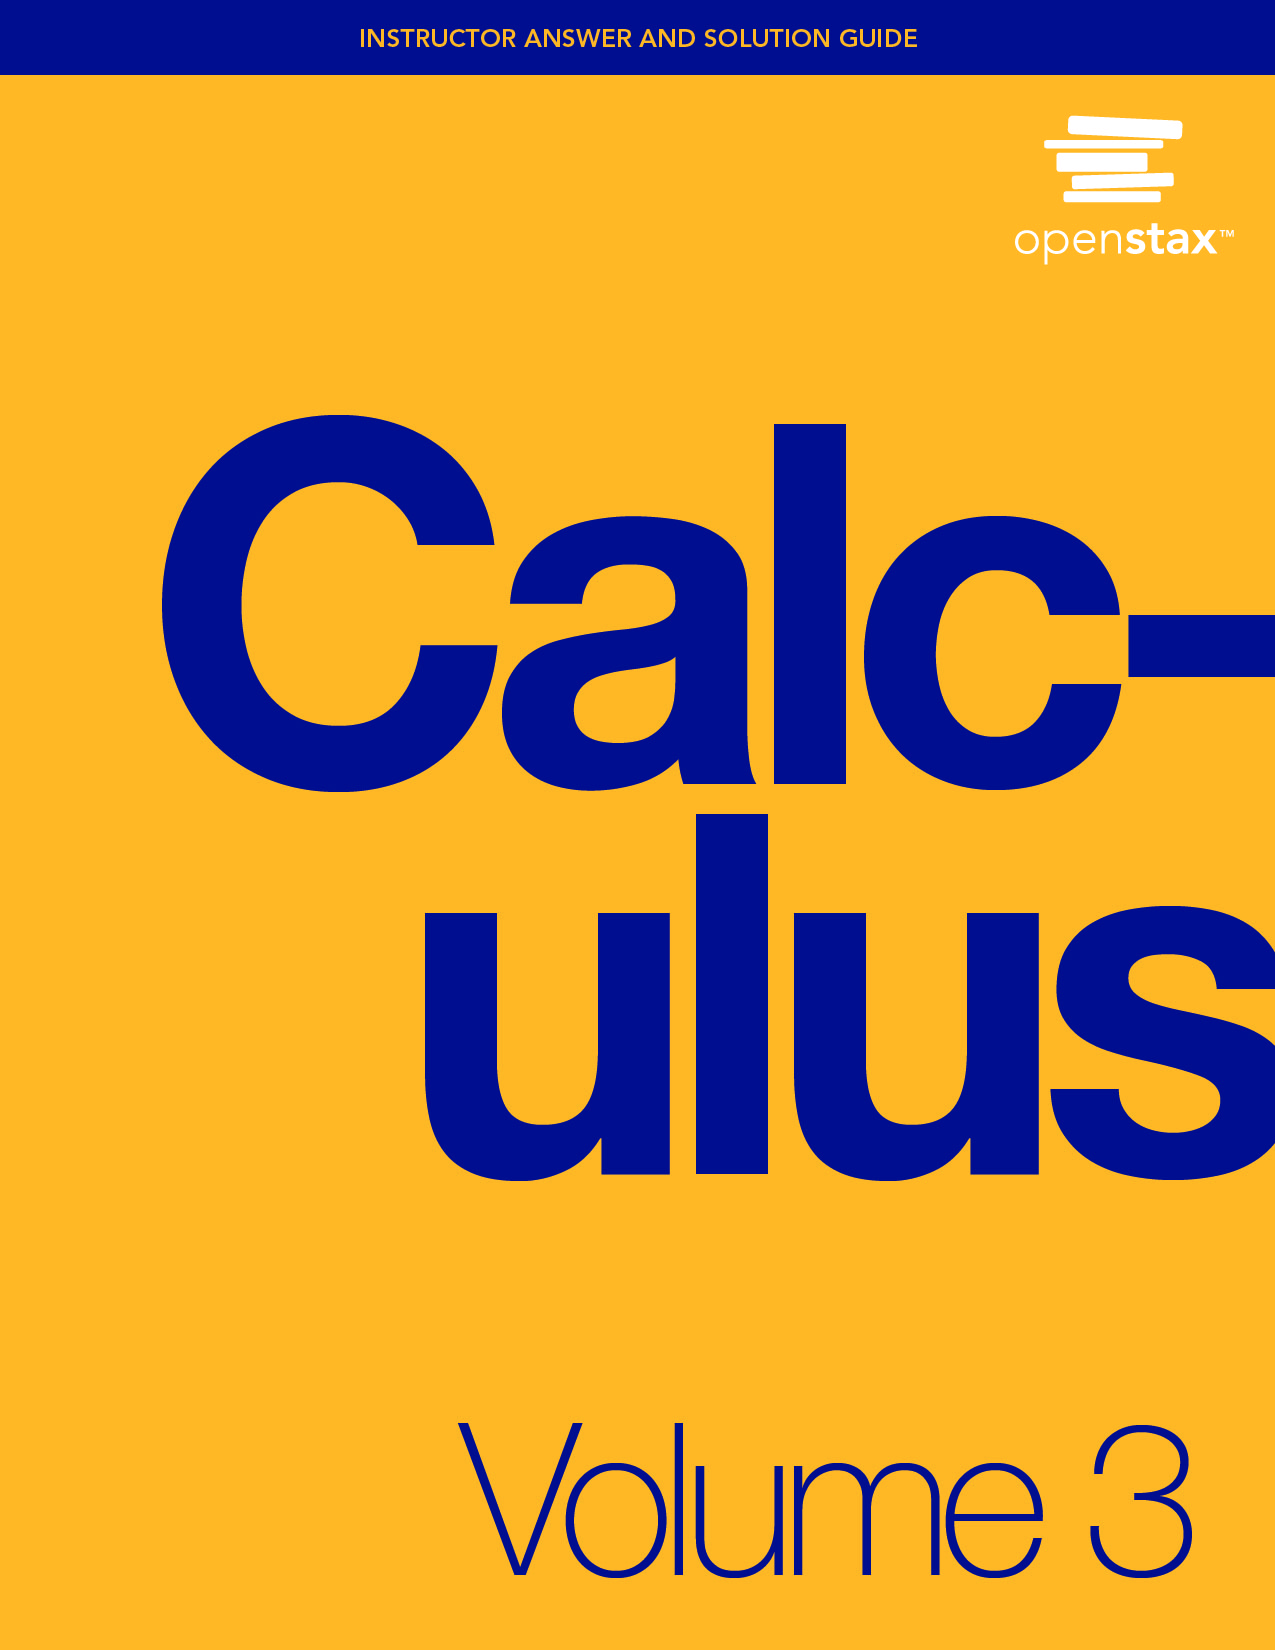 INSTRUCTOR ANSWER AND SOLUTION GUIDE
openstax™
Calc-
ulus
Volume 3